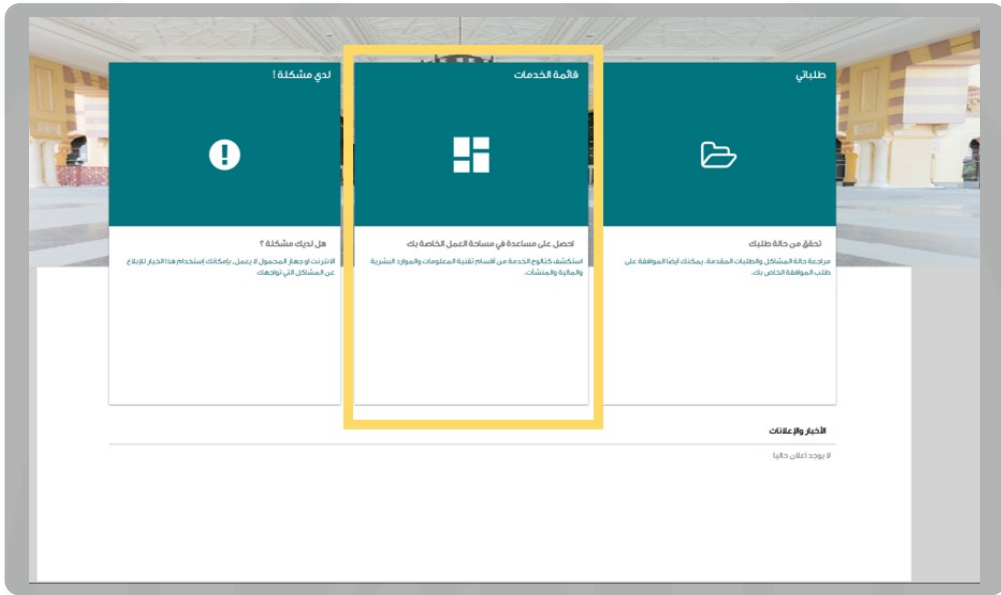 طلباتي
تحقق من حالة طلبك
مراجعة حالة المشاكل والطلبات المقدمة، يمكنك أيضًا الموافقة على
طلب الموافقة الخاص بك.
قائمة الخدمات
احصل على مساعدة في مساحة العمل الخاصة بك
استكشف كتالوج الخدمة من أقسام تقنية المعلومات والموارد البشرية
والمالية والمنشآت.
لدي مشكلة !
هل لديك مشكلة ؟
الانترنت او جهاز المحمول لا يعمل، بإمكانك إستخدام هذا الخيار للإبلاغ
عن المشاكل التي تواجهك
الأخبار والإعلانات
لا يوجد اعلان حاليا